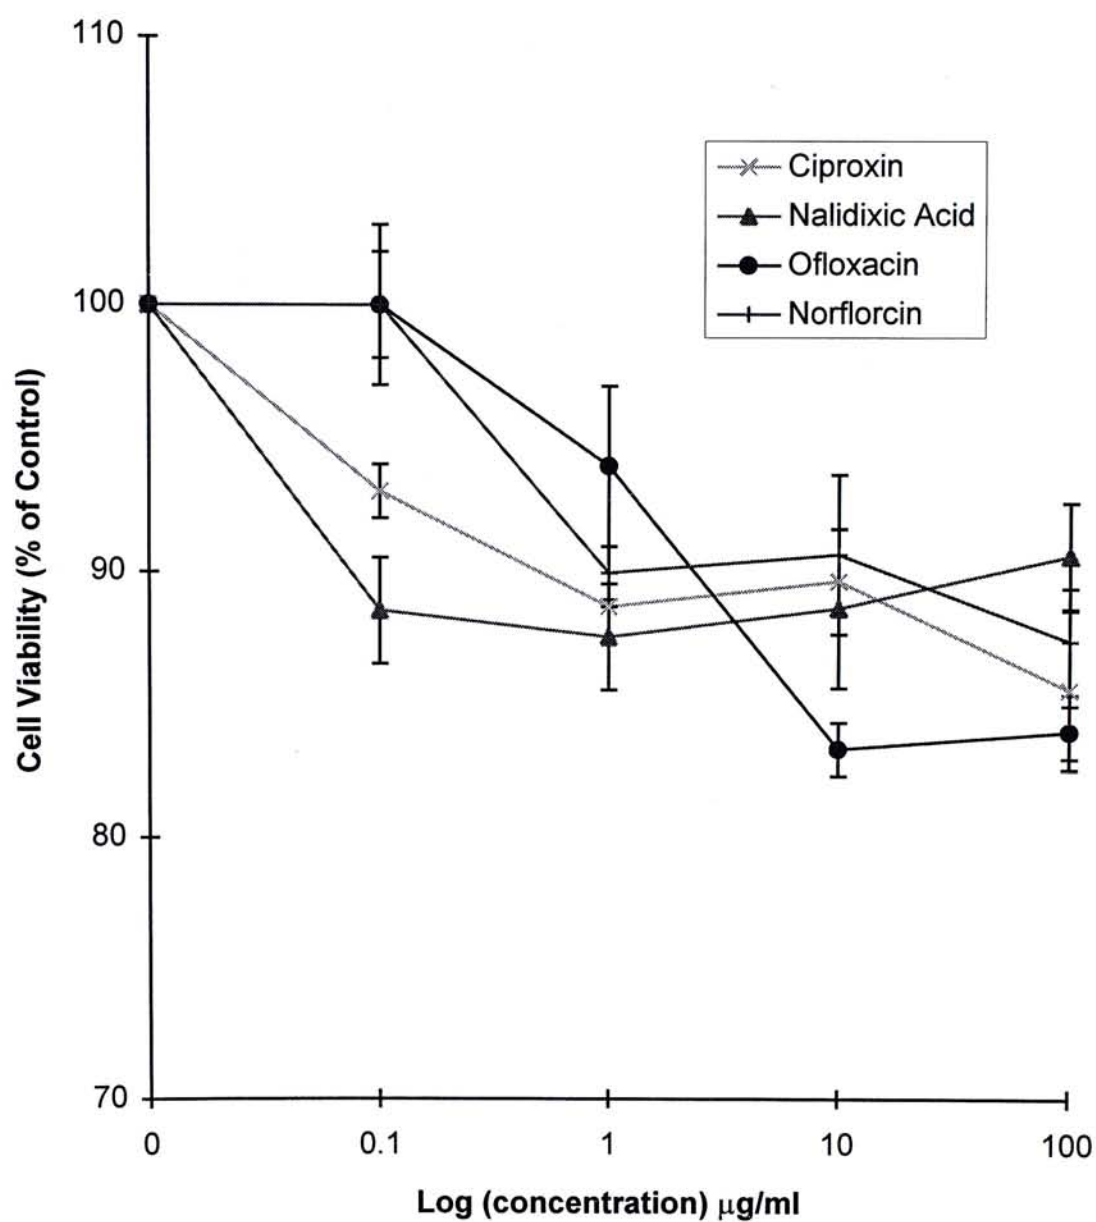 110
100
90
80
70
Cell Viability (% of Control)
Ciproxin
Nalidixic Acid
Ofloxacin
Norflorcin
0 0.1 1 10 100
Log (concentration) μg/ml